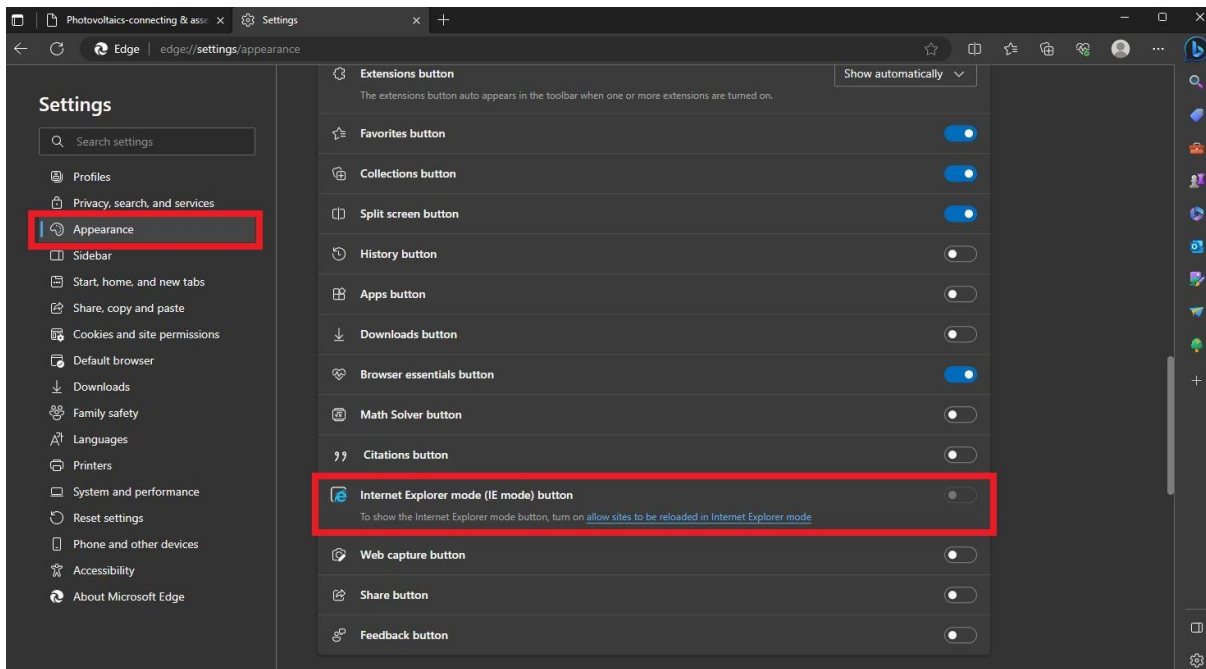 Photovoltaics-connecting & asse
Settings
Edge
edge://settings/appearance
Settings
Search settings
Profiles
Privacy, search, and services
Appearance
Sidebar
Start, home, and new tabs
Share, copy and paste
Cookies and site permissions
Default browser
Downloads
Family safety
Languages
Printers
System and performance
Reset settings
Phone and other devices
Accessibility
About Microsoft Edge
Extensions button
Show automatically
The extensions button auto appears in the toolbar when one or more extensions are turned on.
Favorites button
Collections button
Split screen button
History button
Apps button
Downloads button
Browser essentials button
Math Solver button
Citations button
Internet Explorer mode (IE mode) button
To show the Internet Explorer mode button, turn on allow sites to be reloaded in Internet Explorer mode
Web capture button
Share button
Feedback button